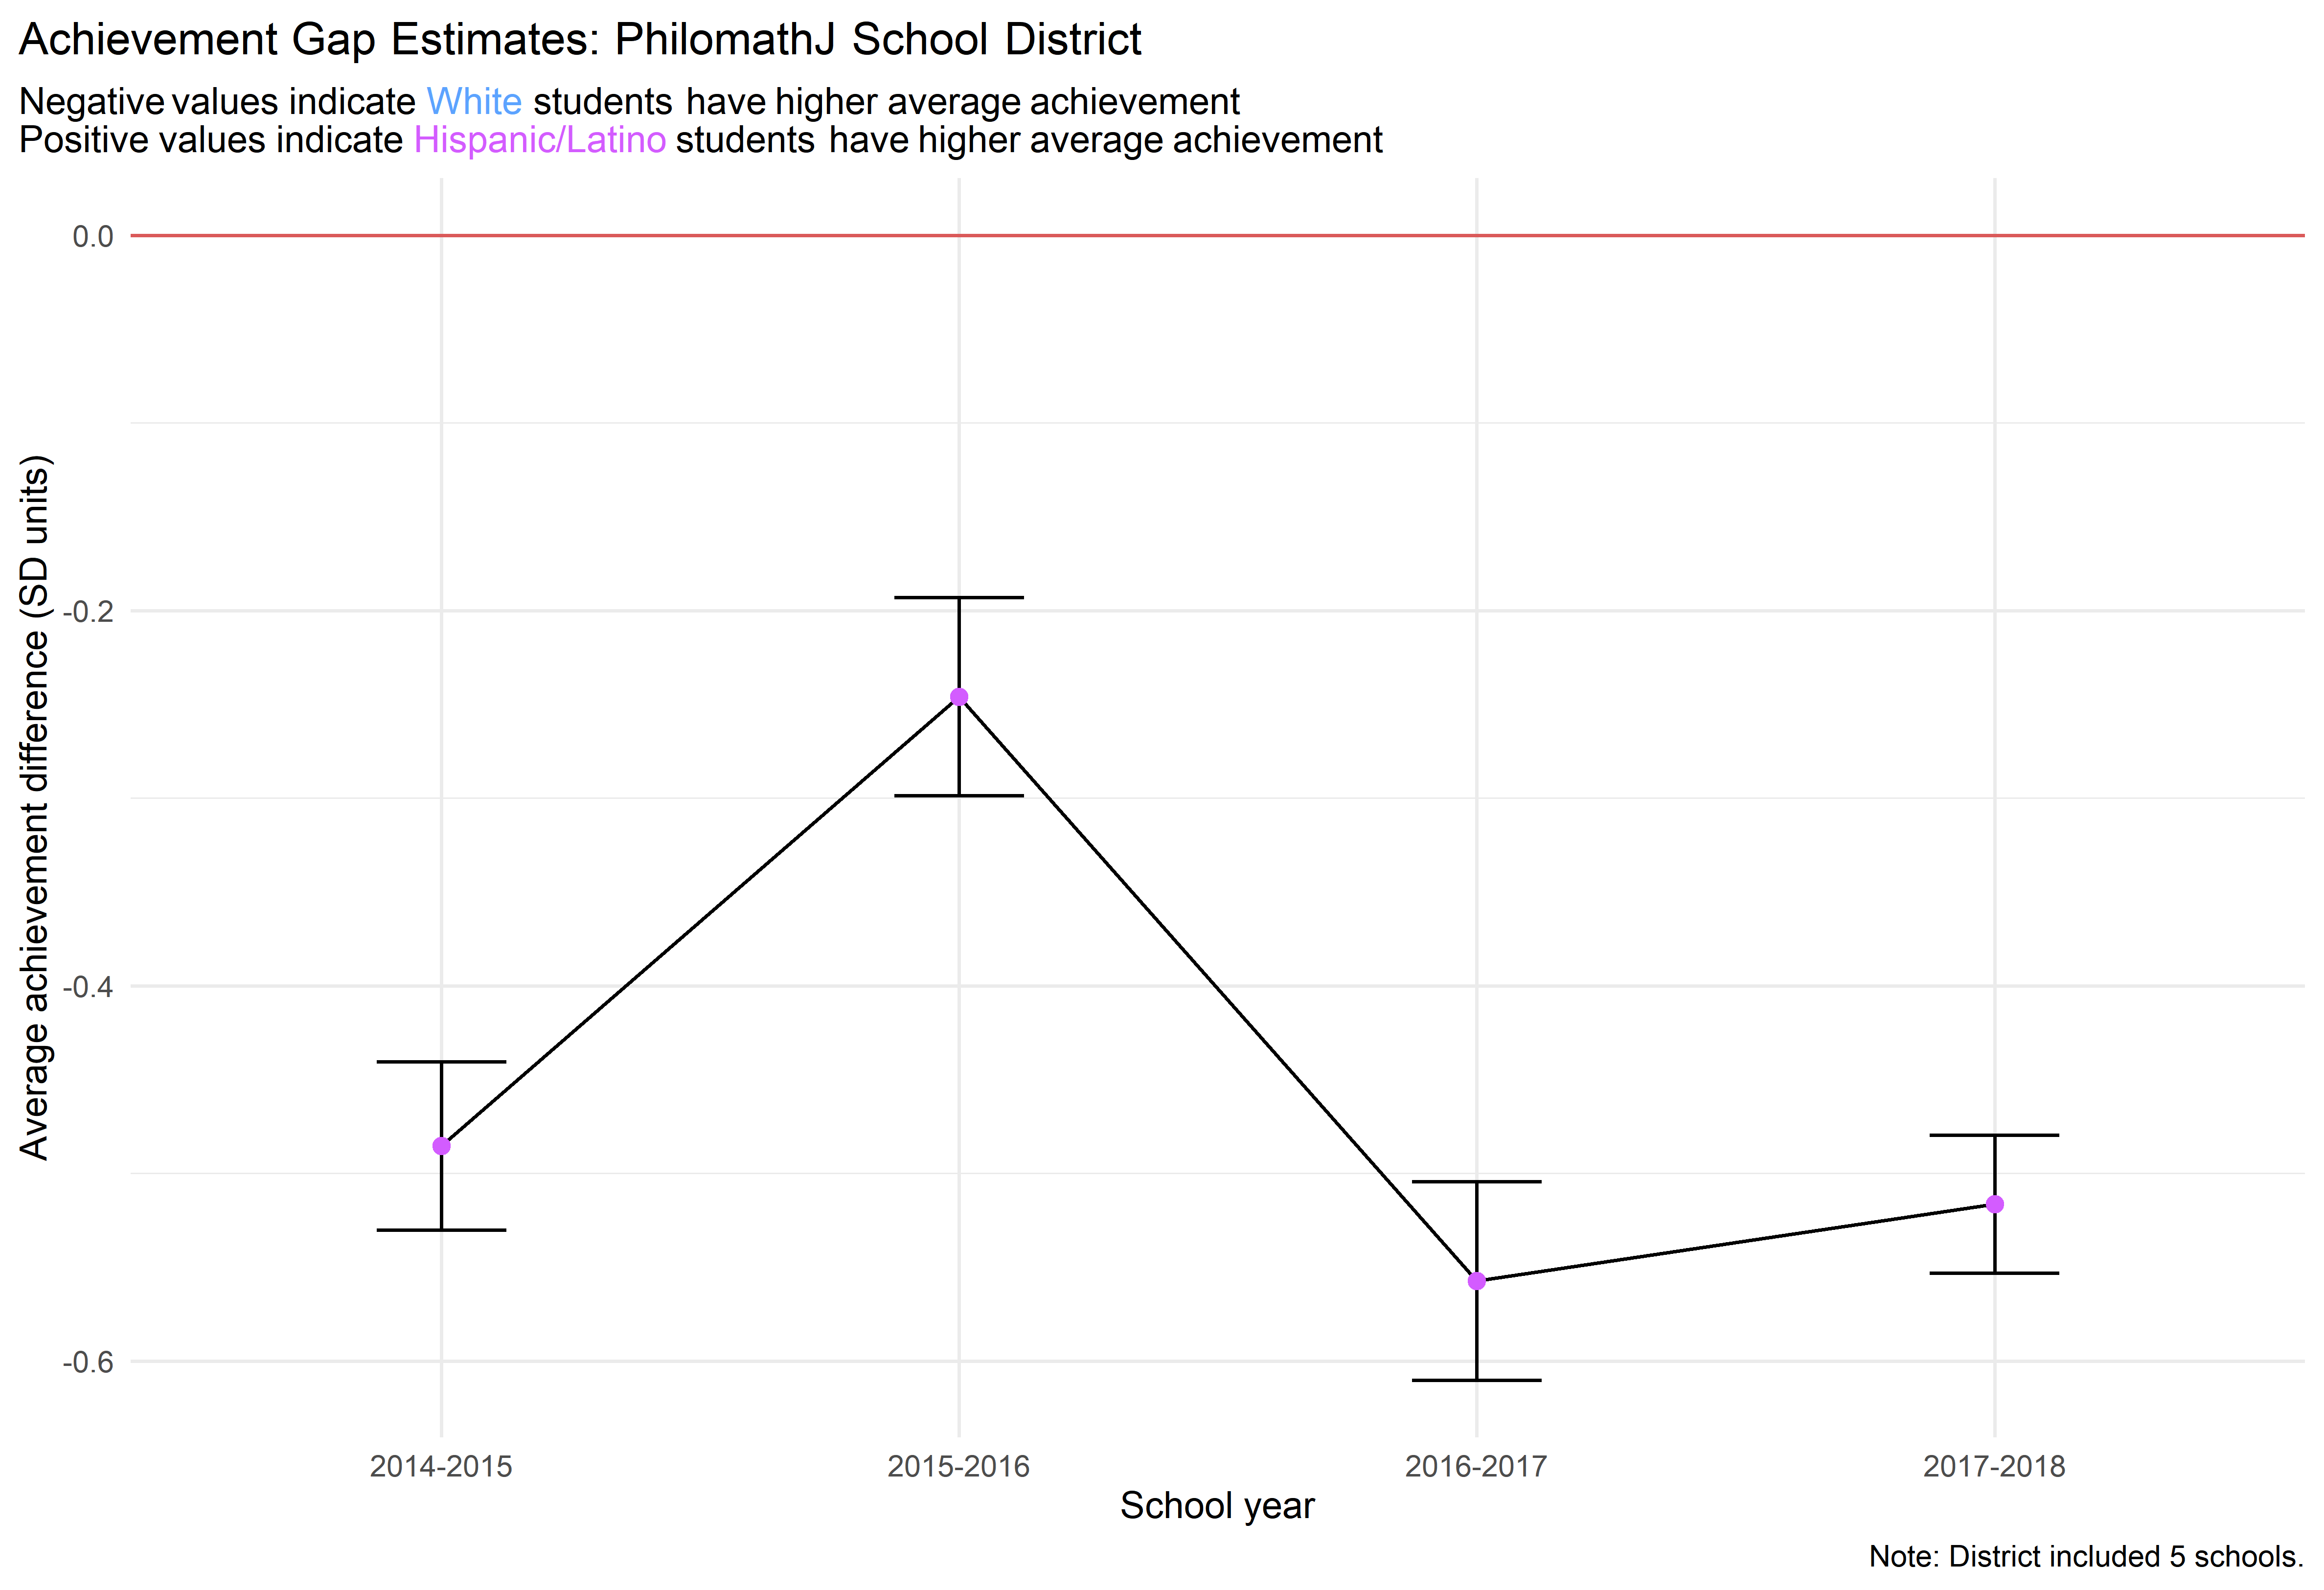 Achievement Gap Estimates: PhilomathJ School District
Negative values indicate White students have higher average achievement
Positive values indicate Hispanic/Latino students have higher average achievement
Average achievement difference (SD units)
0.0
-0.2
-0.4
-0.6
2014-2015
2015-2016
2016-2017
2017-2018
School year
Note: District included 5 schools.